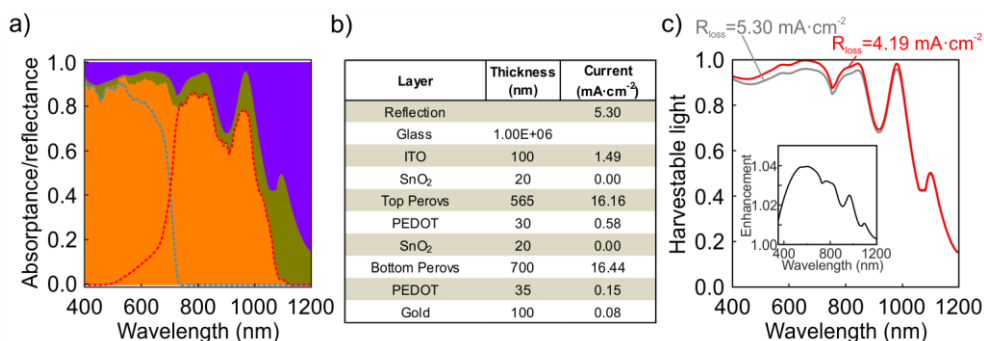 a)
Absorptance/reflectance
1.0
0.8
0.6
0.4
0.2
0.0
400 600 800 1000 1200
Wavelength (nm)
b)
Layer Thickness (nm) Current (mA·cm-2)
Reflection 5.30
Glass 1.00E+06
ITO 100 1.49
SnO2 20 0.00
Top Perovs 565 16.16
PEDOT 30 0.58
SnO2 20 0.00
Bottom Perovs 700 16.44
PEDOT 35 0.15
Gold 100 0.08
c)
Rloss=5.30 mA·cm-2
Rloss=4.19 mA·cm-2
Harvestable light
1.0
0.8
0.6
0.4
0.2
0.0
400 600 800 1000 1200
Wavelength (nm)
Enhancement
1.04
1.02
1.00
400 800 1200
Wavelength (nm)